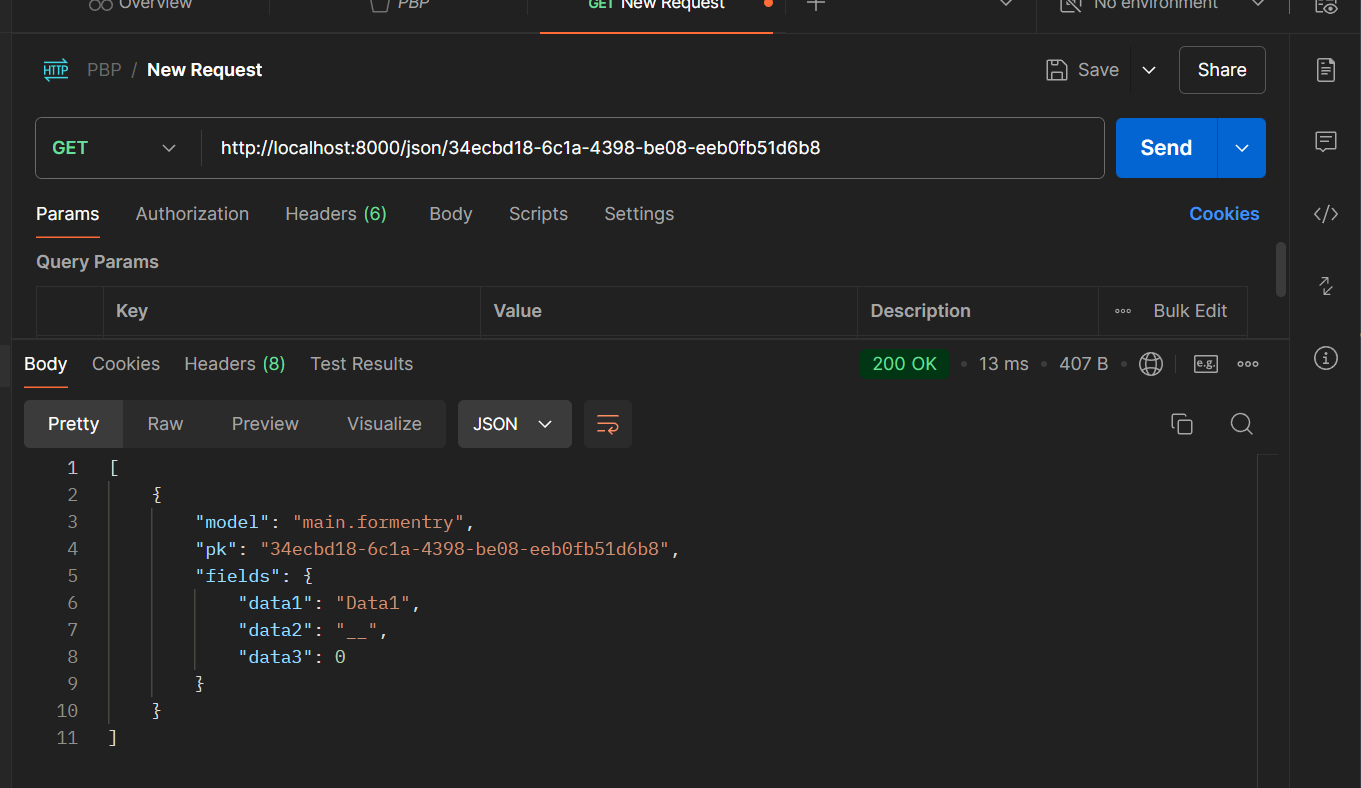 Overview PBP GET New Request No environment
HTTP PBP / New Request Save Share
GET http://localhost:8000/json/34ecbd18-6c1a-4398-be08-eeb0fb51d6b8 Send
Params Authorization Headers (6) Body Scripts Settings Cookies
Query Params
Key Value Description Bulk Edit
Body Cookies Headers (8) Test Results 200 OK 13 ms 407 B e.g.
Pretty Raw Preview Visualize JSON
1 [
2 {
3 "model": "main.formentry",
4 "pk": "34ecbd18-6c1a-4398-be08-eeb0fb51d6b8",
5 "fields": {
6 "data1": "Data1",
7 "data2": "__",
8 "data3": 0
9 }
10 }
11 ]